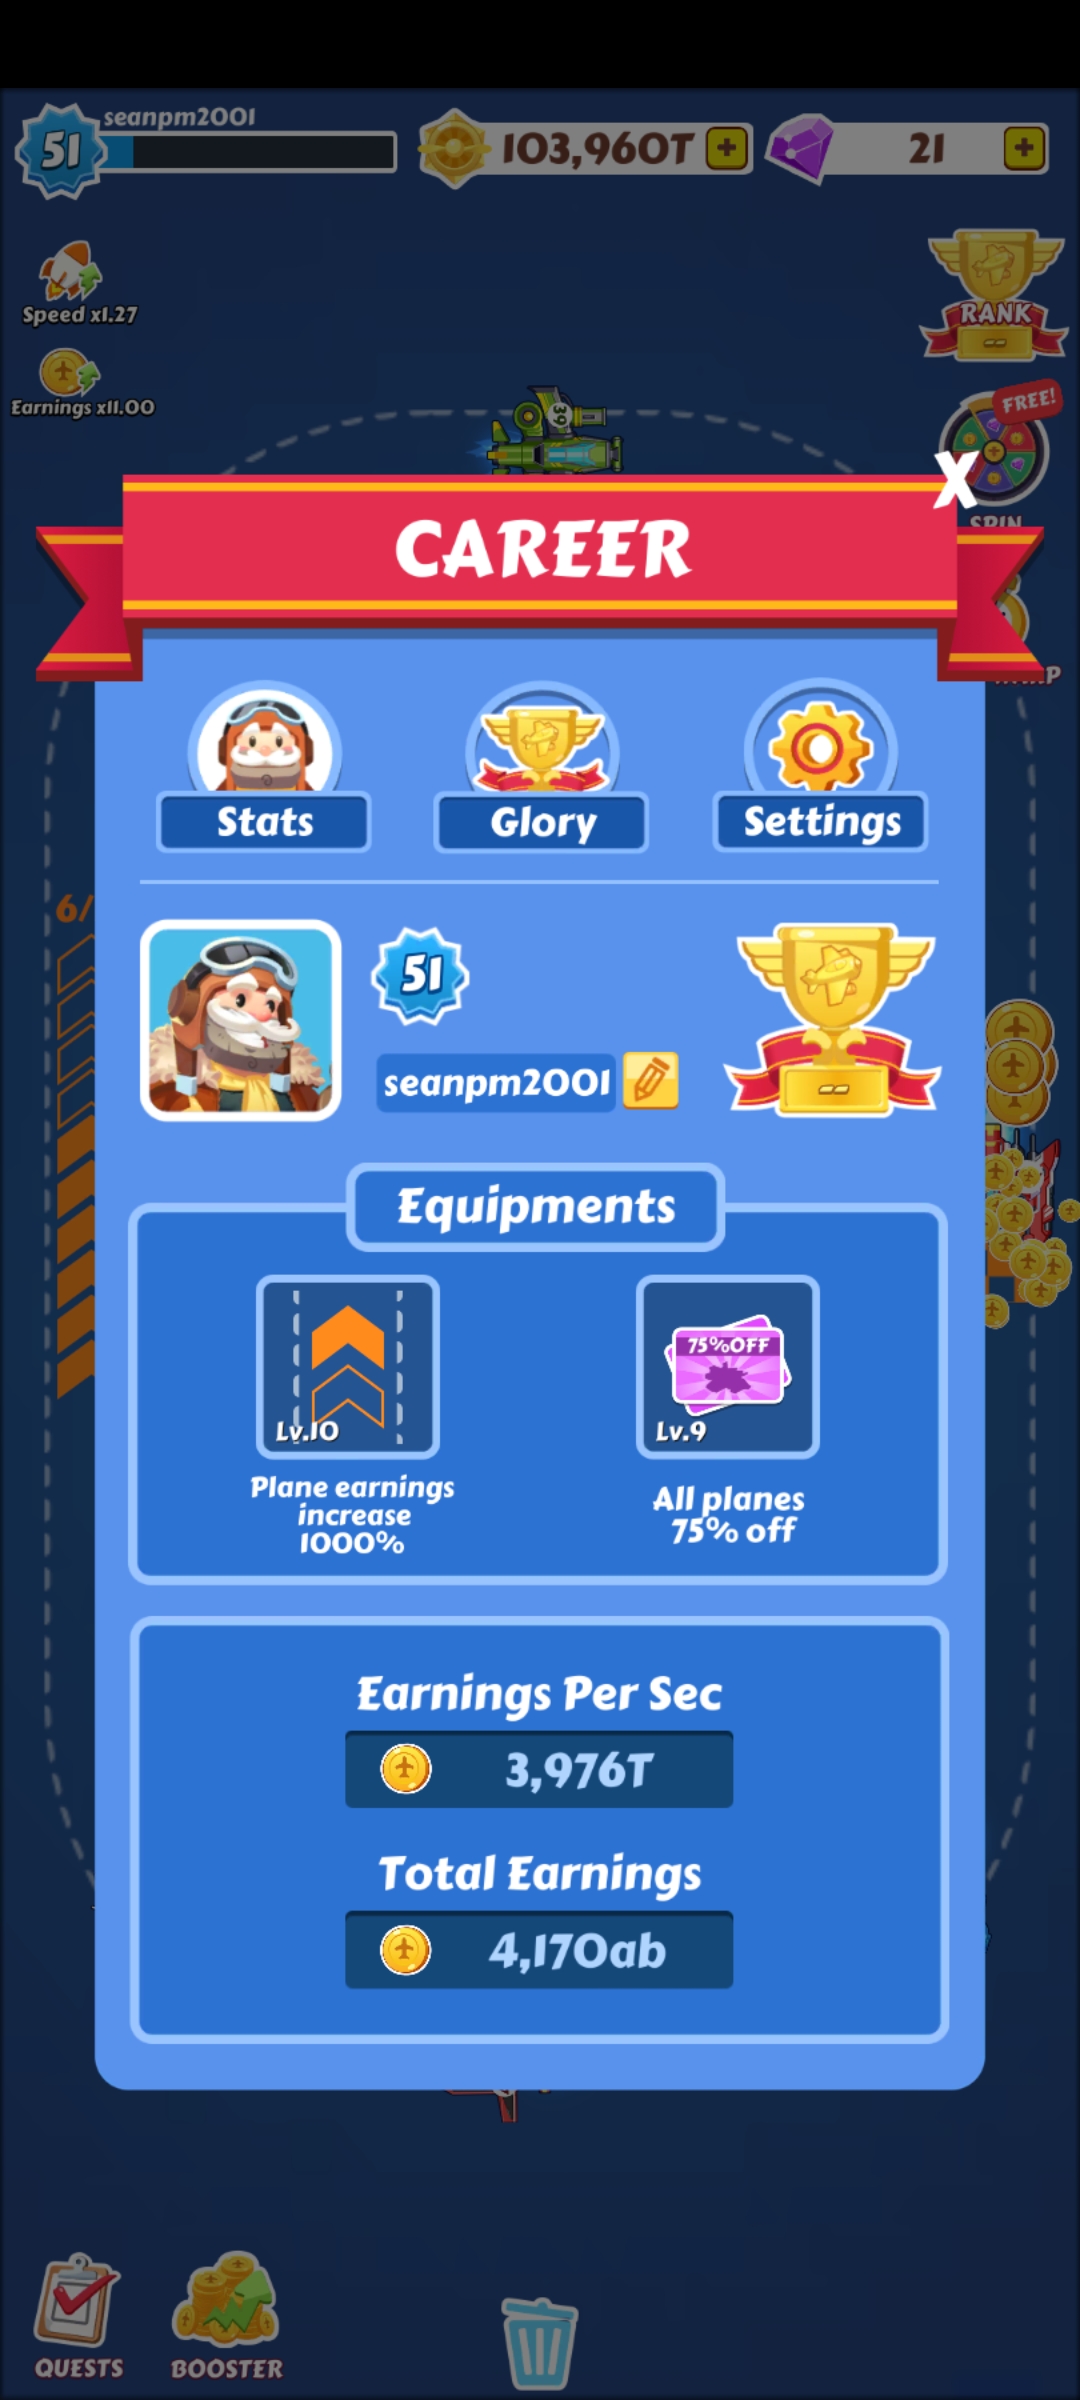 seanpm2001
51
103,960T
21
Speed x1.27
Earnings x11.00
RANK
--
39
FREE!
SPIN
CAREER
X
Stats
Glory
Settings
6/
51
seanpm2001
--
Equipments
75%OFF
Lv.10
Lv.9
Plane earnings
increase
1000%
All planes
75% off
Earnings Per Sec
3,976T
Total Earnings
4,170ab
QUESTS
BOOSTER